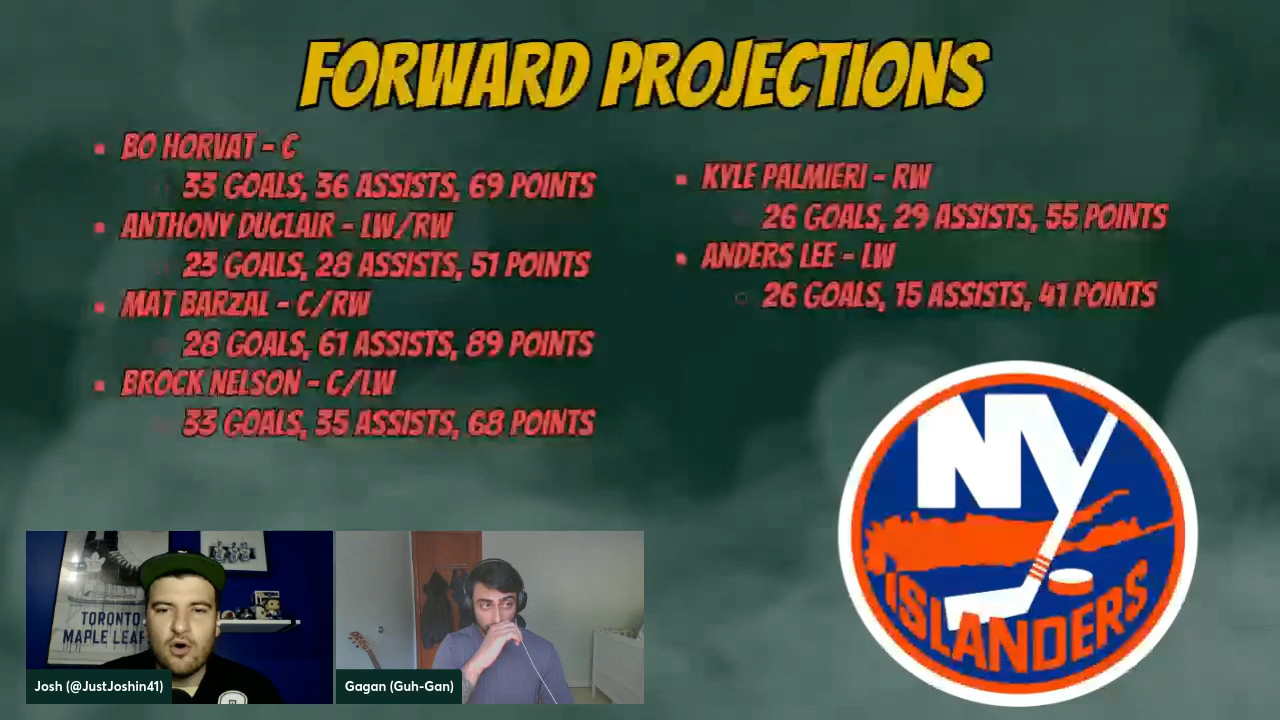 FORWARD PROJECTIONS
BO HORVAT - C
33 GOALS, 36 ASSISTS, 69 POINTS
ANTHONY DUCLAIR - LW/RW
23 GOALS, 28 ASSISTS, 51 POINTS
MAT BARZAL - C/RW
28 GOALS, 61 ASSISTS, 89 POINTS
BROCK NELSON - C/LW
33 GOALS, 35 ASSISTS, 68 POINTS
KYLE PALMIERI - RW
26 GOALS, 29 ASSISTS, 55 POINTS
ANDERS LEE - LW
26 GOALS, 15 ASSISTS, 41 POINTS
NY
ISLANDERS
TORONTO
MAPLE LEAF
Josh (@JustJoshin41)
Gagan (Guh-Gan)